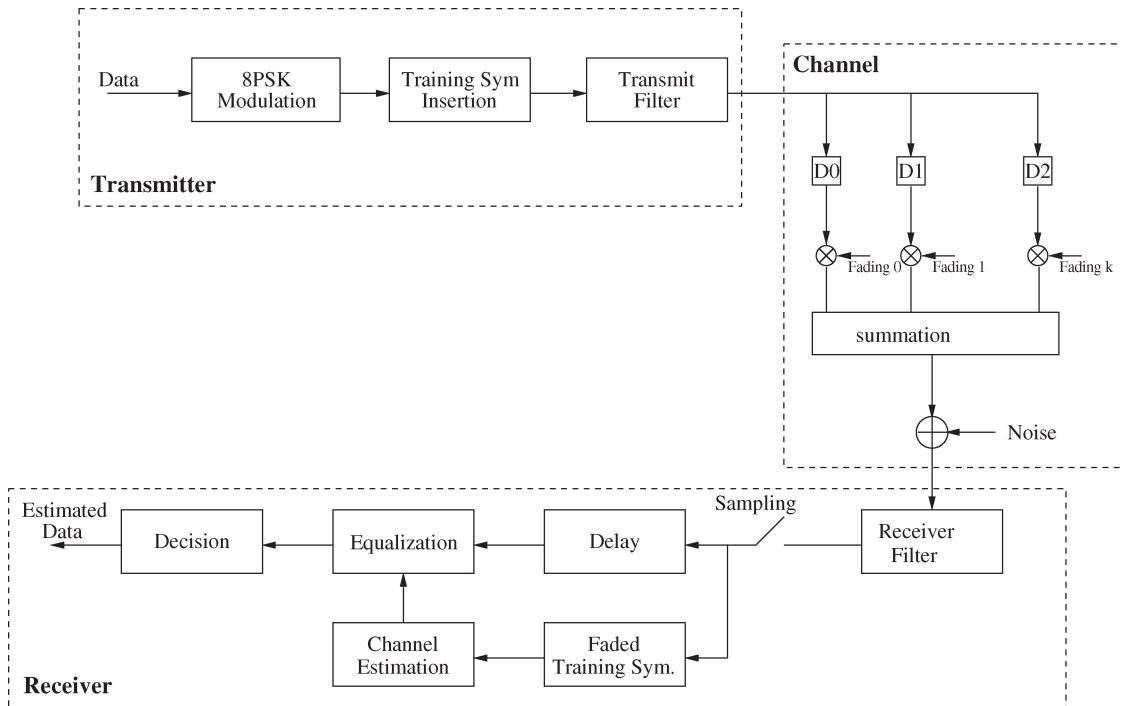 Data
8PSK
Modulation
Training Sym
Insertion
Transmit
Filter
Transmitter
Channel
D0
D1
D2
Fading 0
Fading 1
Fading k
summation
Noise
Estimated
Data
Decision
Equalization
Delay
Sampling
Receiver
Filter
Channel
Estimation
Faded
Training Sym.
Receiver